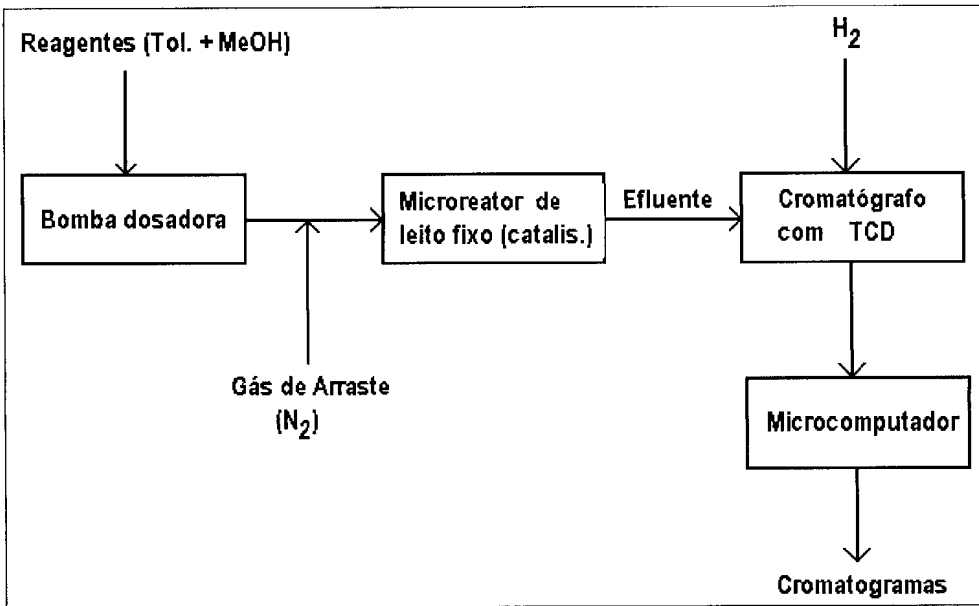 Reagentes (Tol. + MeOH)
H2
Bomba dosadora
Microreator de
leito fixo (catalis.)
Efluente
Cromatógrafo
com TCD
Gás de Arraste
(N2)
Microcomputador
Cromatogramas